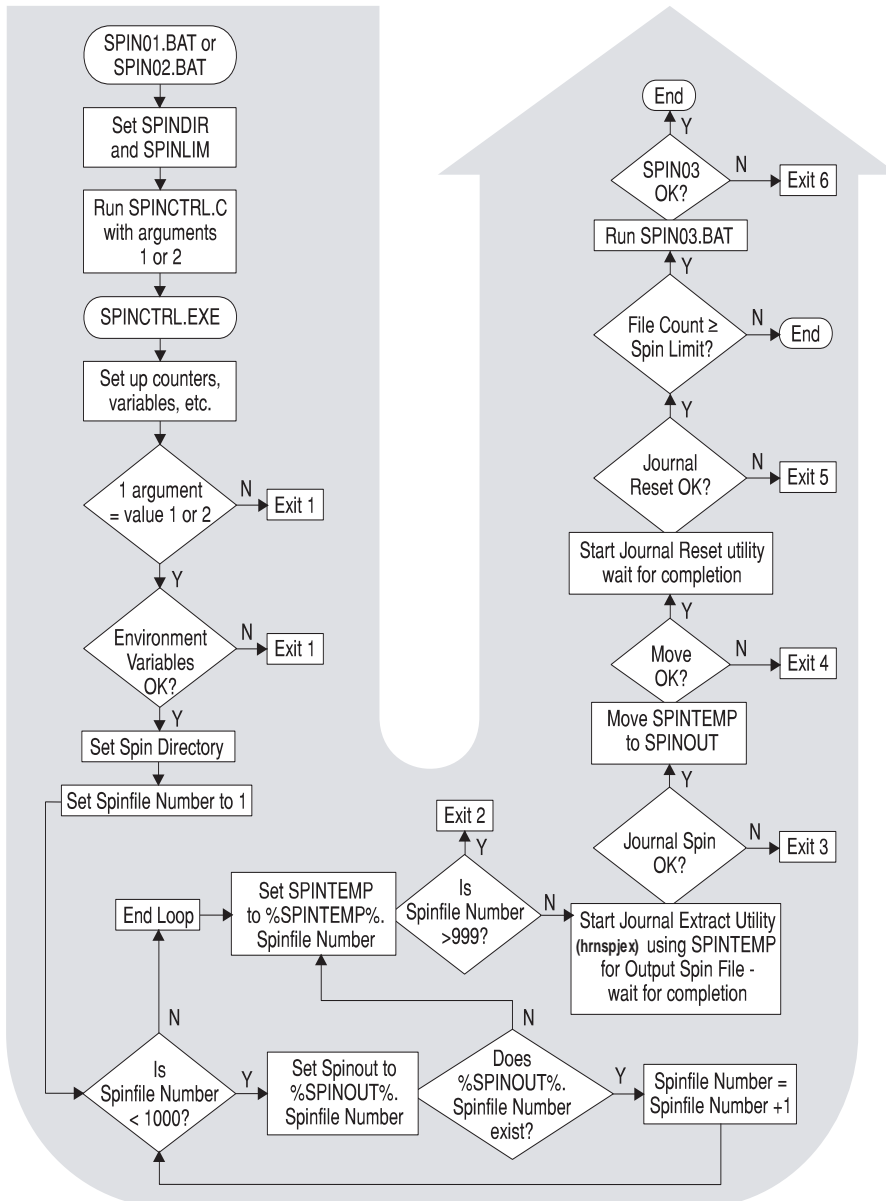 SPIN01.BAT or
SPIN02.BAT
Set SPINDIR
and SPINLIM
Run SPINCTRL.C
with arguments
1 or 2
SPINCTRL.EXE
Set up counters,
variables, etc.
1 argument
= value 1 or 2
N
Exit 1
Y
Environment
Variables
OK?
N
Exit 1
Y
Set Spin Directory
Set Spinfile Number to 1
Is
Spinfile Number
< 1000?
N
End Loop
Y
Set Spinout to
%SPINOUT%.
Spinfile Number
Does
%SPINOUT%.
Spinfile Number
exist?
Y
Spinfile Number =
Spinfile Number +1
N
Set SPINTEMP
to %SPINTEMP%.
Spinfile Number
Is
Spinfile Number
>999?
Y
Exit 2
N
Start Journal Extract Utility
(hrnspjex) using SPINTEMP
for Output Spin File -
wait for completion
Journal Spin
OK?
N
Exit 3
Y
Move SPINTEMP
to SPINOUT
Move
OK?
N
Exit 4
Y
Start Journal Reset utility
wait for completion
Journal
Reset OK?
N
Exit 5
Y
File Count ≥
Spin Limit?
N
End
Y
Run SPIN03.BAT
SPIN03
OK?
N
Exit 6
Y
End